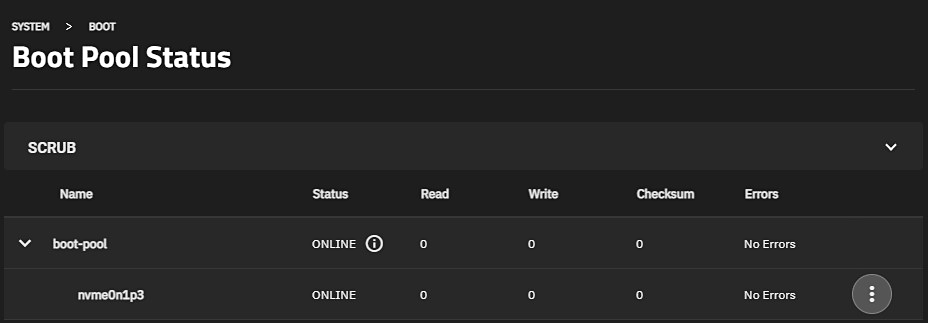 SYSTEM > BOOT
Boot Pool Status
SCRUB
Name Status Read Write Checksum Errors
boot-pool ONLINE 0 0 0 No Errors
nvme0n1p3 ONLINE 0 0 0 No Errors